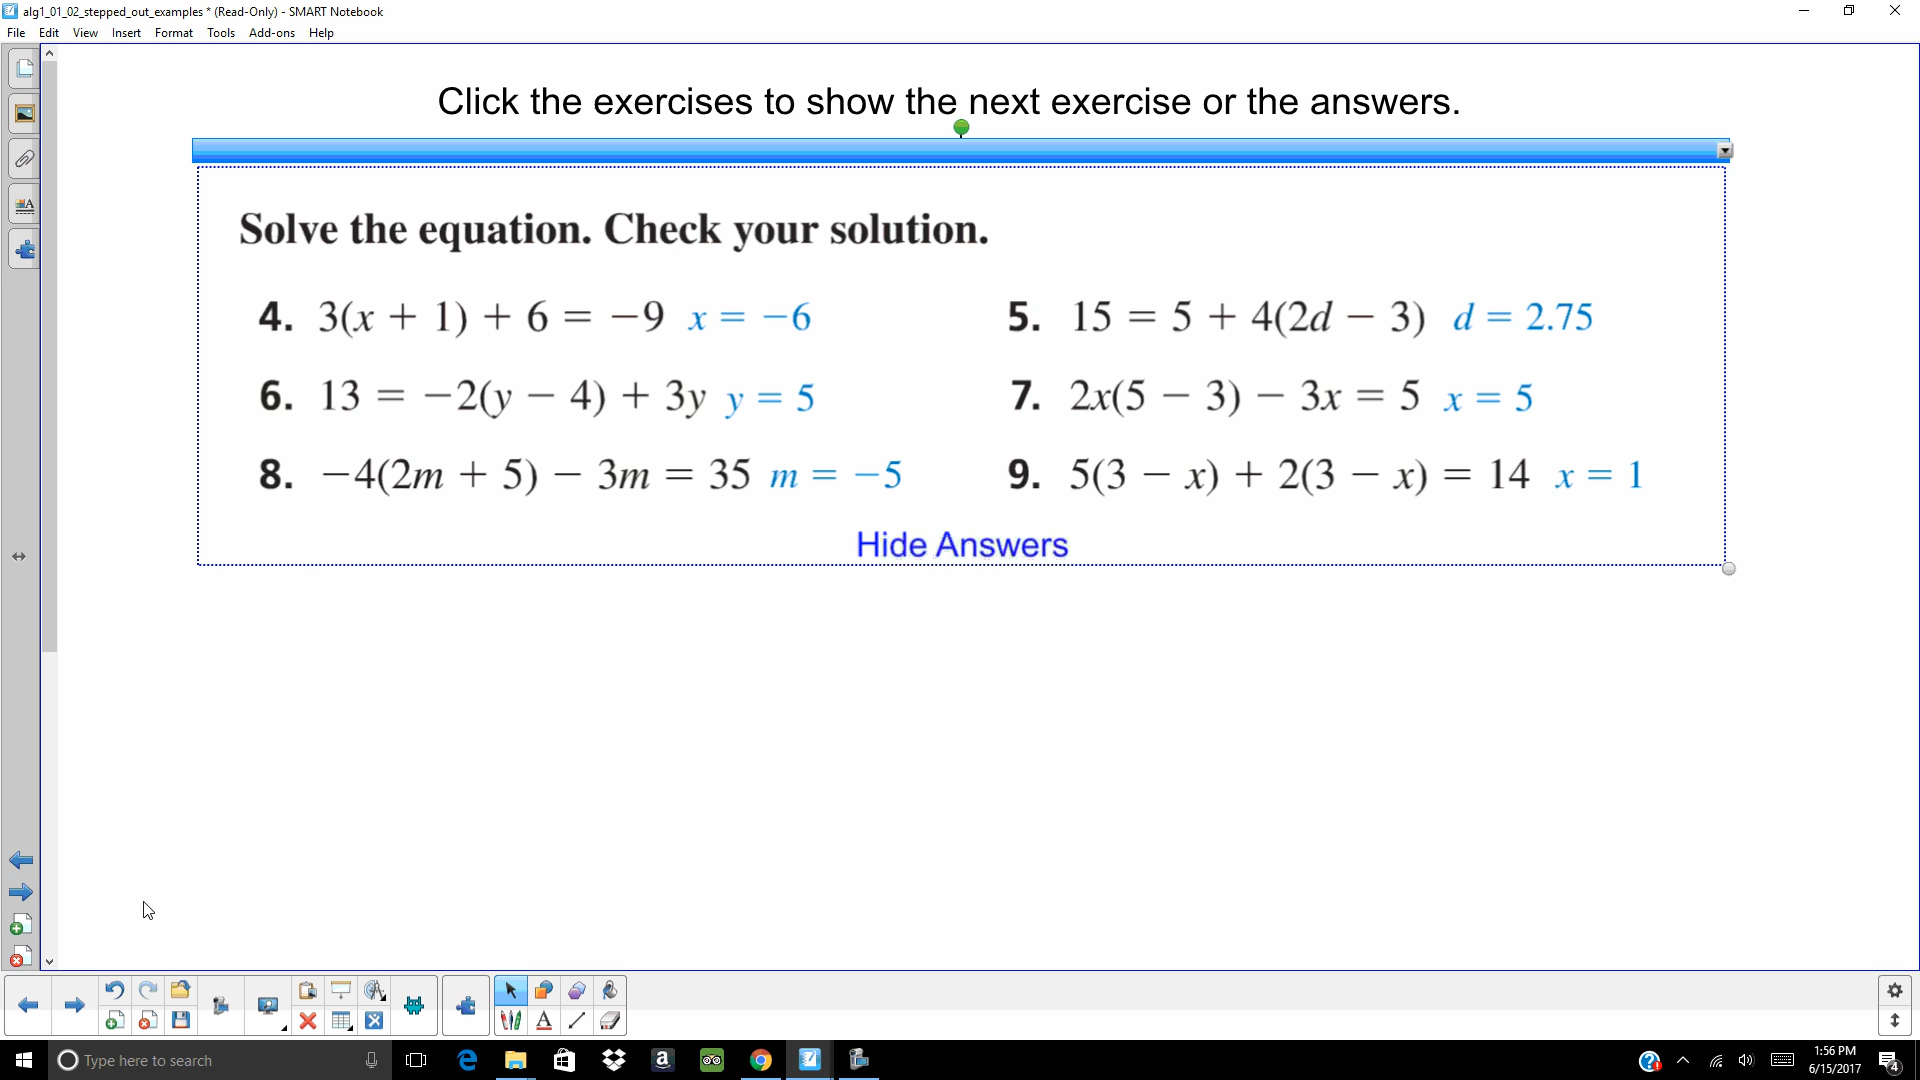 alg1_01_02_stepped_out_examples * (Read-Only) - SMART Notebook
File Edit View Insert Format Tools Add-ons Help
Click the exercises to show the next exercise or the answers.
Solve the equation. Check your solution.
4. 3(x + 1) + 6 = −9 x = −6
5. 15 = 5 + 4(2d − 3) d = 2.75
6. 13 = −2(y − 4) + 3y y = 5
7. 2x(5 − 3) − 3x = 5 x = 5
8. −4(2m + 5) − 3m = 35 m = −5
9. 5(3 − x) + 2(3 − x) = 14 x = 1
Hide Answers
Type here to search
1:56 PM
6/15/2017
4